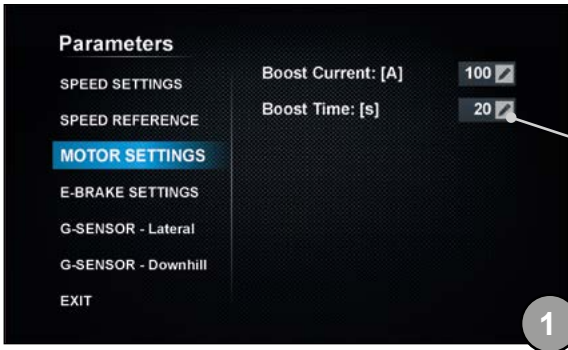 Parameters
SPEED SETTINGS
SPEED REFERENCE
MOTOR SETTINGS
E-BRAKE SETTINGS
G-SENSOR - Lateral
G-SENSOR - Downhill
EXIT
Boost Current: [A] 100
Boost Time: [s] 20
1